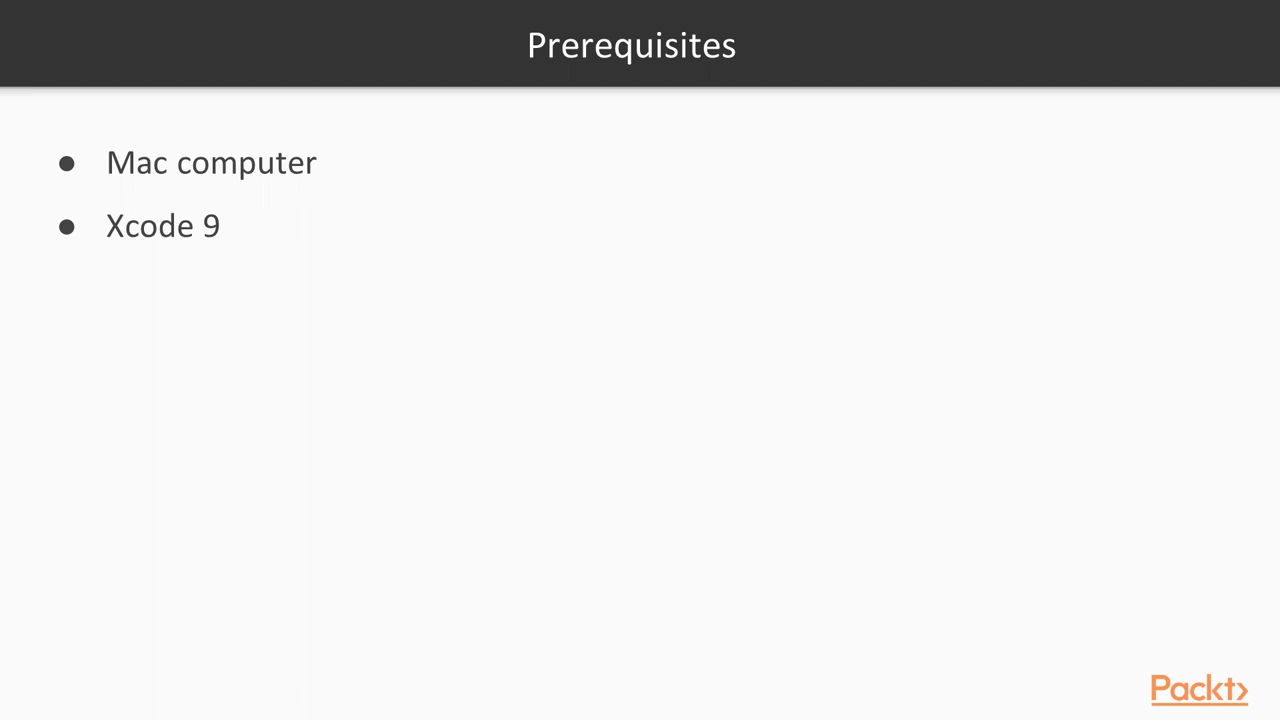 Prerequisites
● Mac computer
● Xcode 9
Packt>